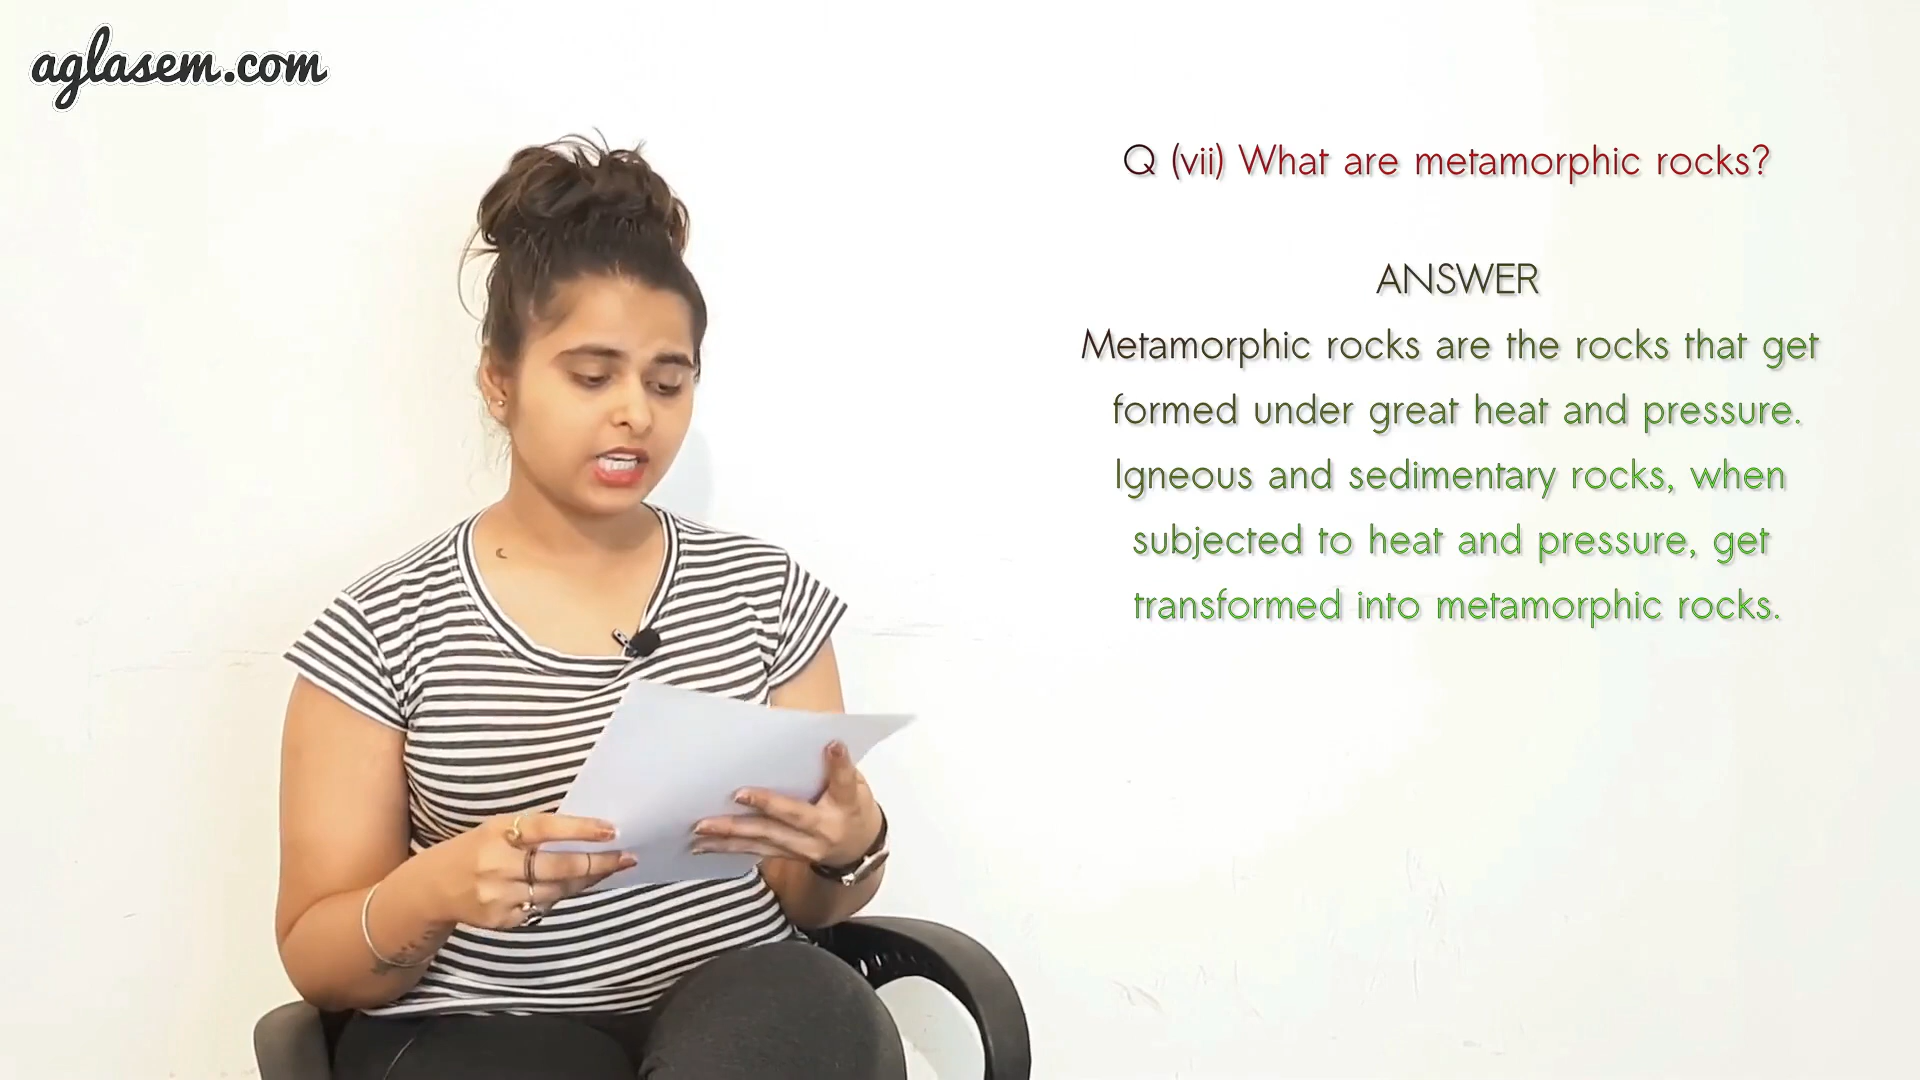 aglasem.com
Q (vii) What are metamorphic rocks?
ANSWER
Metamorphic rocks are the rocks that get
formed under great heat and pressure.
Igneous and sedimentary rocks, when
subjected to heat and pressure, get
transformed into metamorphic rocks.